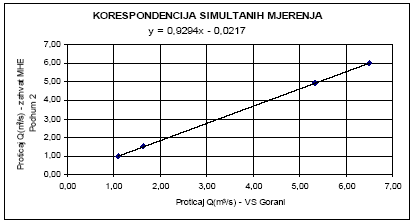 KORESPONDENCIJA SIMULTANIH MJERENJA
y = 0,9294x - 0,0217
Proticaj Q(m³/s) - zahvat MHE
Podhum 2
7,00
6,00
5,00
4,00
3,00
2,00
1,00
0,00
0,00 1,00 2,00 3,00 4,00 5,00 6,00 7,00
Proticaj Q(m³/s) - VS Gorani